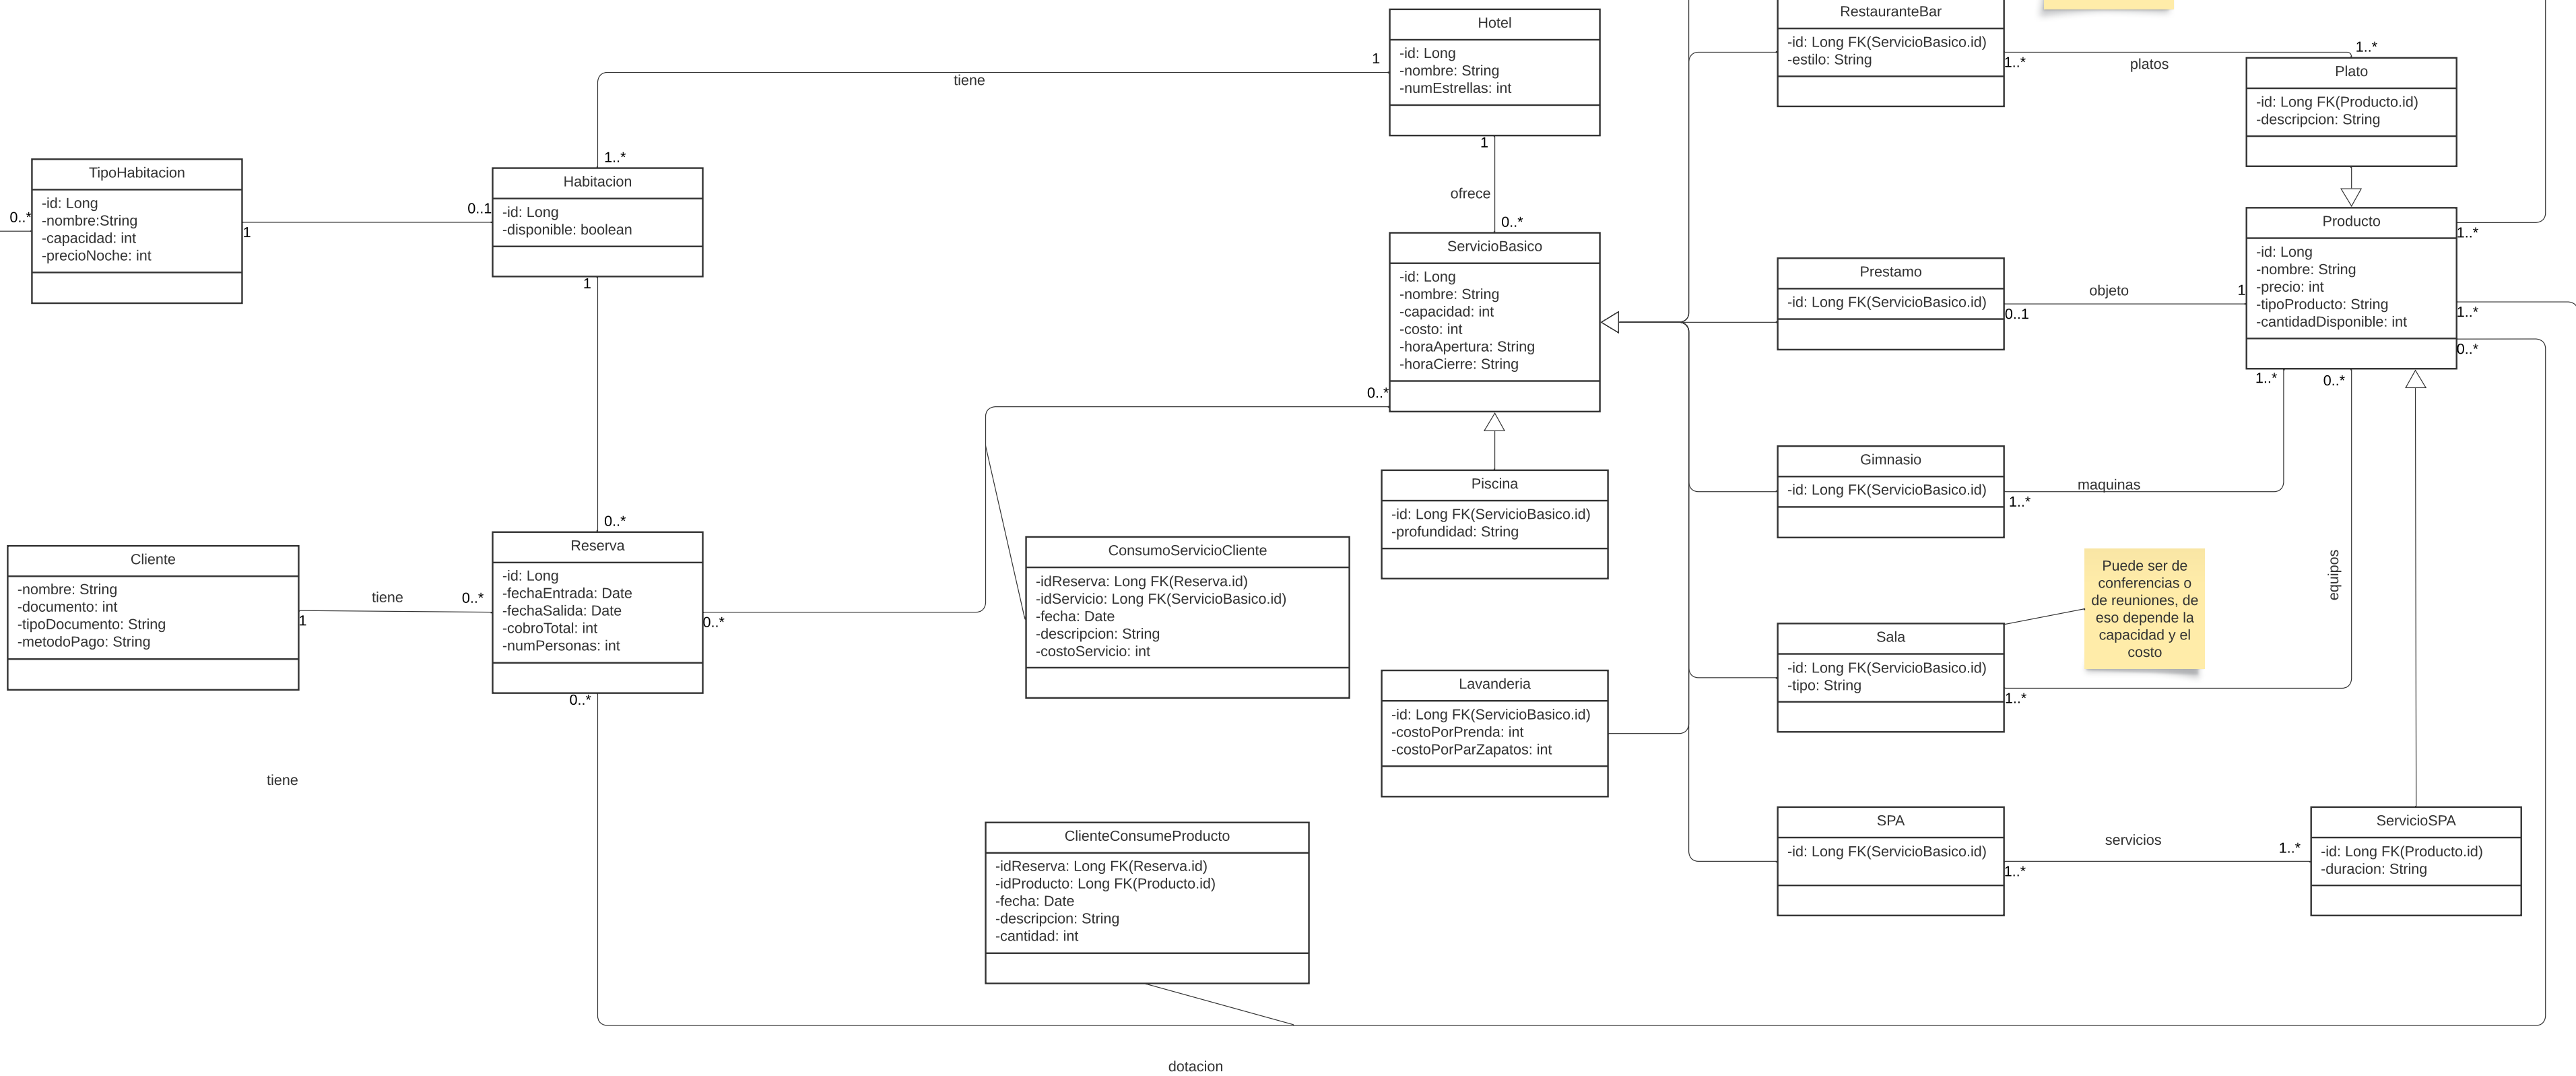 Hotel
-id: Long
-nombre: String
-numEstrellas: int
RestauranteBar
-id: Long FK(ServicioBasico.id)
-estilo: String
1..*
platos
1..*
Plato
-id: Long FK(Producto.id)
-descripcion: String
1
tiene
1..*
TipoHabitacion
-id: Long
-nombre:String
-capacidad: int
-precioNoche: int
0..*
1
0..1
Habitacion
-id: Long
-disponible: boolean
1
1
ofrece
0..*
ServicioBasico
-id: Long
-nombre: String
-capacidad: int
-costo: int
-horaApertura: String
-horaCierre: String
0..*
Prestamo
-id: Long FK(ServicioBasico.id)
0..1
objeto
1
Producto
-id: Long
-nombre: String
-precio: int
-tipoProducto: String
-cantidadDisponible: int
1..*
1..*
0..*
1..*
0..*
Gimnasio
-id: Long FK(ServicioBasico.id)
1..*
maquinas
Piscina
-id: Long FK(ServicioBasico.id)
-profundidad: String
0..*
Cliente
-nombre: String
-documento: int
-tipoDocumento: String
-metodoPago: String
1
tiene
0..*
Reserva
-id: Long
-fechaEntrada: Date
-fechaSalida: Date
-cobroTotal: int
-numPersonas: int
0..*
0..*
ConsumoServicioCliente
-idReserva: Long FK(Reserva.id)
-idServicio: Long FK(ServicioBasico.id)
-fecha: Date
-descripcion: String
-costoServicio: int
equipos
Puede ser de
conferencias o
de reuniones, de
eso depende la
capacidad y el
costo
Sala
-id: Long FK(ServicioBasico.id)
-tipo: String
1..*
Lavanderia
-id: Long FK(ServicioBasico.id)
-costoPorPrenda: int
-costoPorParZapatos: int
tiene
ClienteConsumeProducto
-idReserva: Long FK(Reserva.id)
-idProducto: Long FK(Producto.id)
-fecha: Date
-descripcion: String
-cantidad: int
SPA
-id: Long FK(ServicioBasico.id)
1..*
servicios
1..*
ServicioSPA
-id: Long FK(Producto.id)
-duracion: String
dotacion